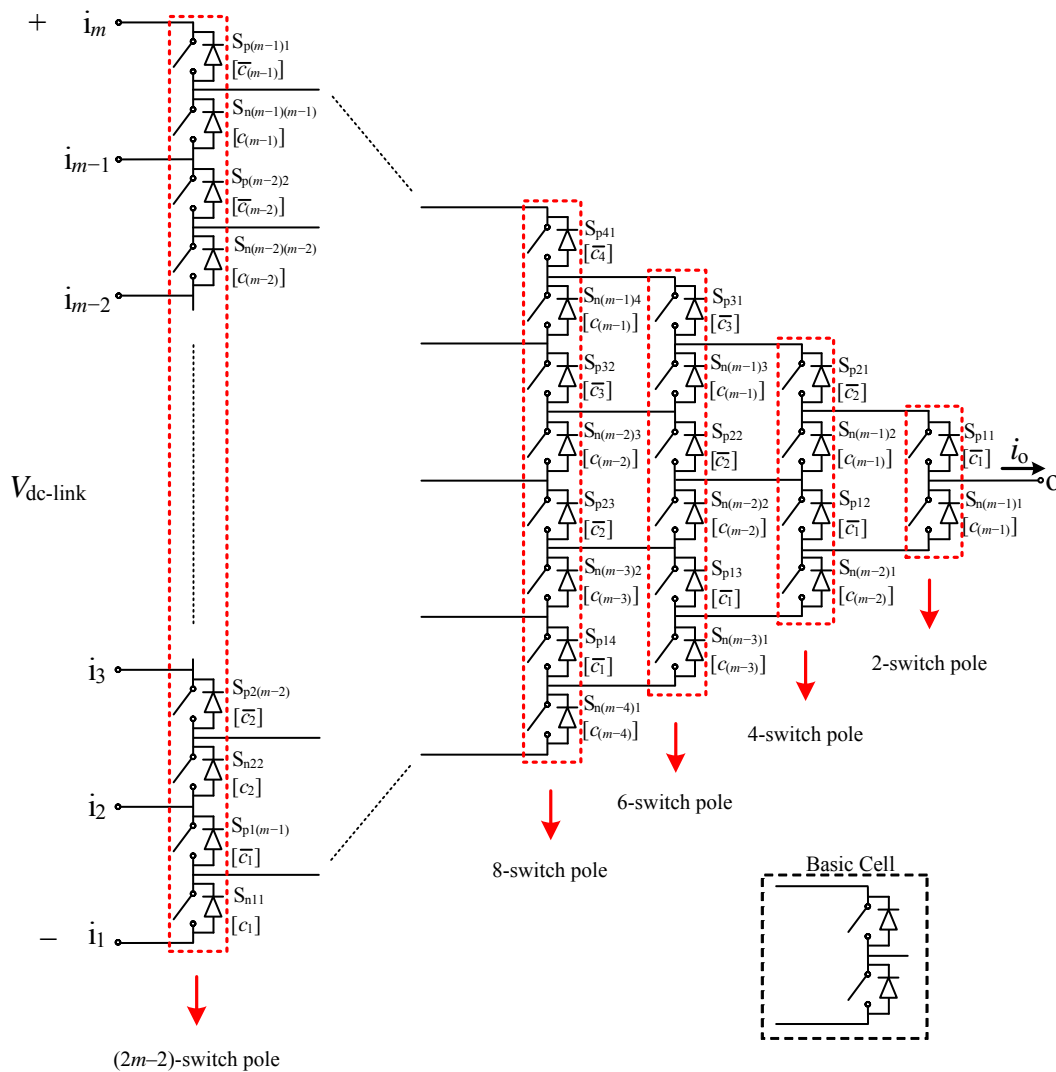 + i_m
S_p(m−1)1
[c̅_(m−1)]
S_n(m−1)(m−1)
[c_(m−1)]
i_m−1
S_p(m−2)2
[c̅_(m−2)]
S_n(m−2)(m−2)
[c_(m−2)]
i_m−2
V_dc-link
i_3
S_p2(m−2)
[c̅_2]
S_n22
[c_2]
i_2
S_p1(m−1)
[c̅_1]
S_n11
[c_1]
− i_1
(2m−2)-switch pole
S_p41
[c̅_4]
S_n(m−1)4
[c_(m−1)]
S_p32
[c̅_3]
S_n(m−2)3
[c_(m−2)]
S_p23
[c̅_2]
S_n(m−3)2
[c_(m−3)]
S_p14
[c̅_1]
S_n(m−4)1
[c_(m−4)]
8-switch pole
S_p31
[c̅_3]
S_n(m−1)3
[c_(m−1)]
S_p22
[c̅_2]
S_n(m−2)2
[c_(m−2)]
S_p13
[c̅_1]
S_n(m−3)1
[c_(m−3)]
6-switch pole
S_p21
[c̅_2]
S_n(m−1)2
[c_(m−1)]
S_p12
[c̅_1]
S_n(m−2)1
[c_(m−2)]
4-switch pole
S_p11
[c̅_1]
S_n(m−1)1
[c_(m−1)]
2-switch pole
i_o
Basic Cell